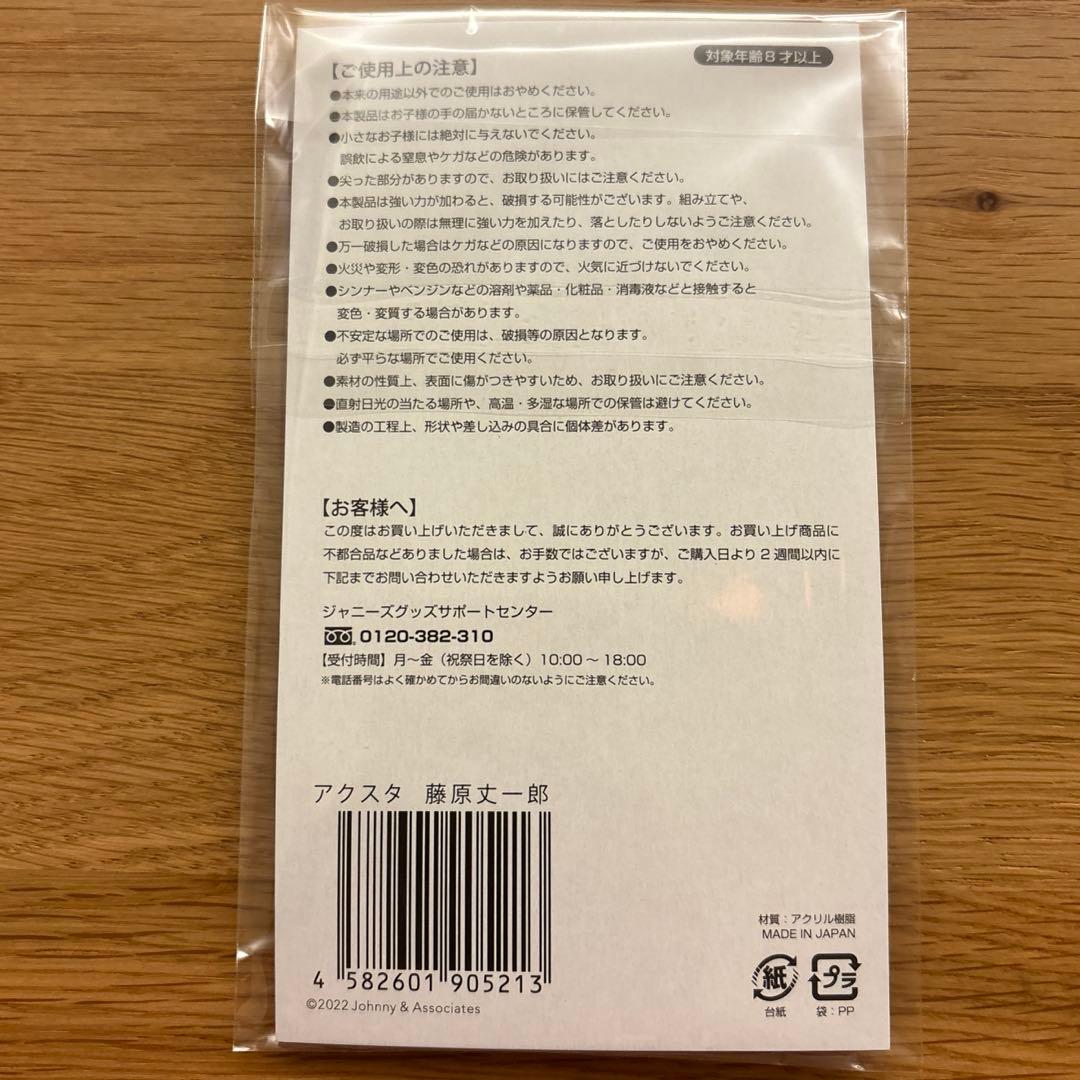 対象年齢8才以上
【ご使用上の注意】
●本来の用途以外でのご使用はおやめください。
●本製品はお子様の手の届かないところに保管してください。
●小さなお子様には絶対に与えないでください。
誤飲による窒息やケガなどの危険があります。
●尖った部分がありますので、お取り扱いにはご注意ください。
●本製品は強い力が加わると、破損する可能性がございます。組み立てや、
お取り扱いの際は無理に強い力を加えたり、落としたりしないようご注意ください。
●万一破損した場合はケガなどの原因になりますので、ご使用をおやめください。
●火災や変形・変色の恐れがありますので、火気に近づけないでください。
●シンナーやベンジンなどの溶剤や薬品・化粧品・消毒液などと接触すると
変色・変質する場合があります。
●不安定な場所でのご使用は、破損等の原因となります。
必ず平らな場所でご使用ください。
●素材の性質上、表面に傷がつきやすいため、お取り扱いにご注意ください。
●直射日光の当たる場所や、高温・多湿な場所での保管は避けてください。
●製造の工程上、形状や差し込みの具合に個体差があります。
【お客様へ】
この度はお買い上げいただきまして、誠にありがとうございます。お買い上げ商品に
不都合品などありました場合は、お手数ではございますが、ご購入日より2週間以内に
下記までお問い合わせいただきますようお願い申し上げます。
ジャニーズグッズサポートセンター
0120-382-310
【受付時間】月〜金（祝祭日を除く）10:00〜18:00
※電話番号はよく確かめてからお間違いのないようにご注意ください。
アクスタ 藤原丈一郎
4 582601 905213
©2022 Johnny & Associates
材質：アクリル樹脂
MADE IN JAPAN
紙 プラ
台紙 袋：PP